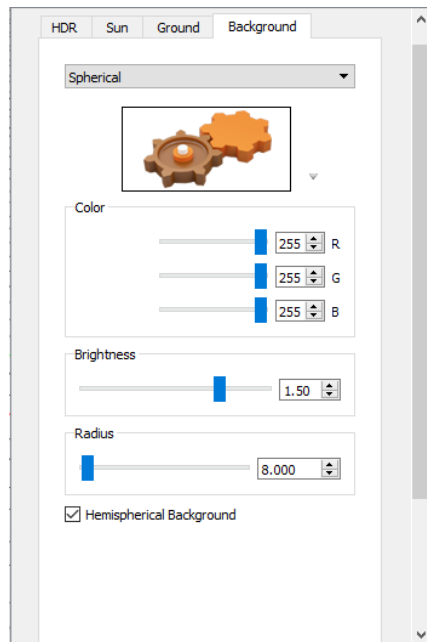 HDR Sun Ground Background
Spherical
Color
255 R
255 G
255 B
Brightness
1.50
Radius
8.000
Hemispherical Background